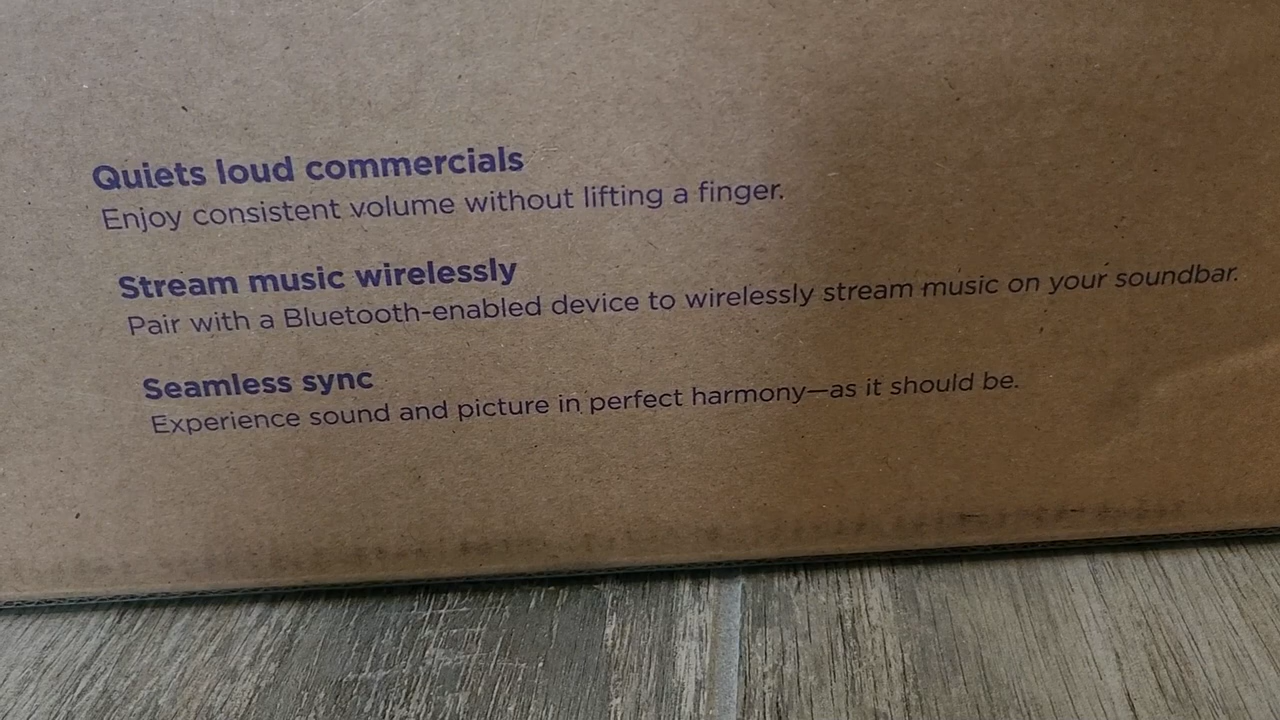 Quiets loud commercials
Enjoy consistent volume without lifting a finger.
Stream music wirelessly
Pair with a Bluetooth-enabled device to wirelessly stream music on your soundbar.
Seamless sync
Experience sound and picture in perfect harmony—as it should be.